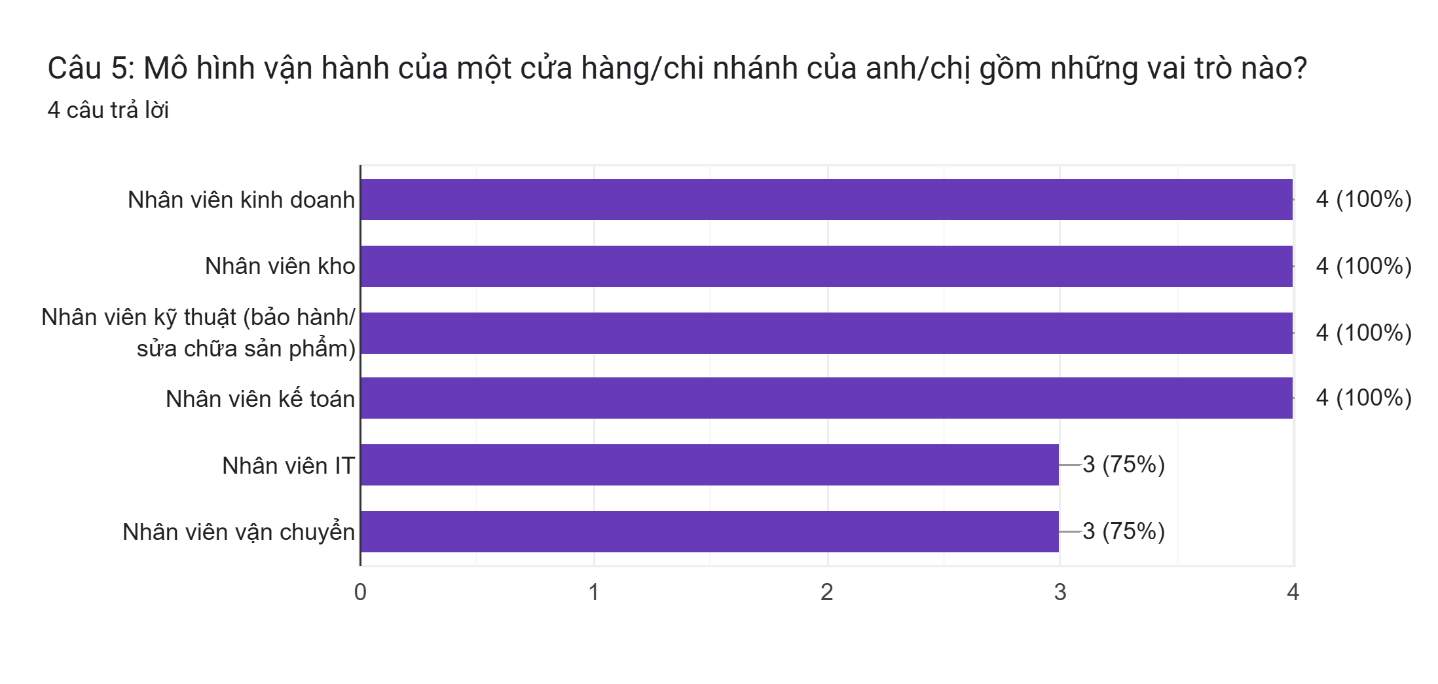 Câu 5: Mô hình vận hành của một cửa hàng/chi nhánh của anh/chị gồm những vai trò nào?
4 câu trả lời
Nhân viên kinh doanh
4 (100%)
Nhân viên kho
4 (100%)
Nhân viên kỹ thuật (bảo hành/
sửa chữa sản phẩm)
4 (100%)
Nhân viên kế toán
4 (100%)
Nhân viên IT
3 (75%)
Nhân viên vận chuyển
3 (75%)
0 1 2 3 4